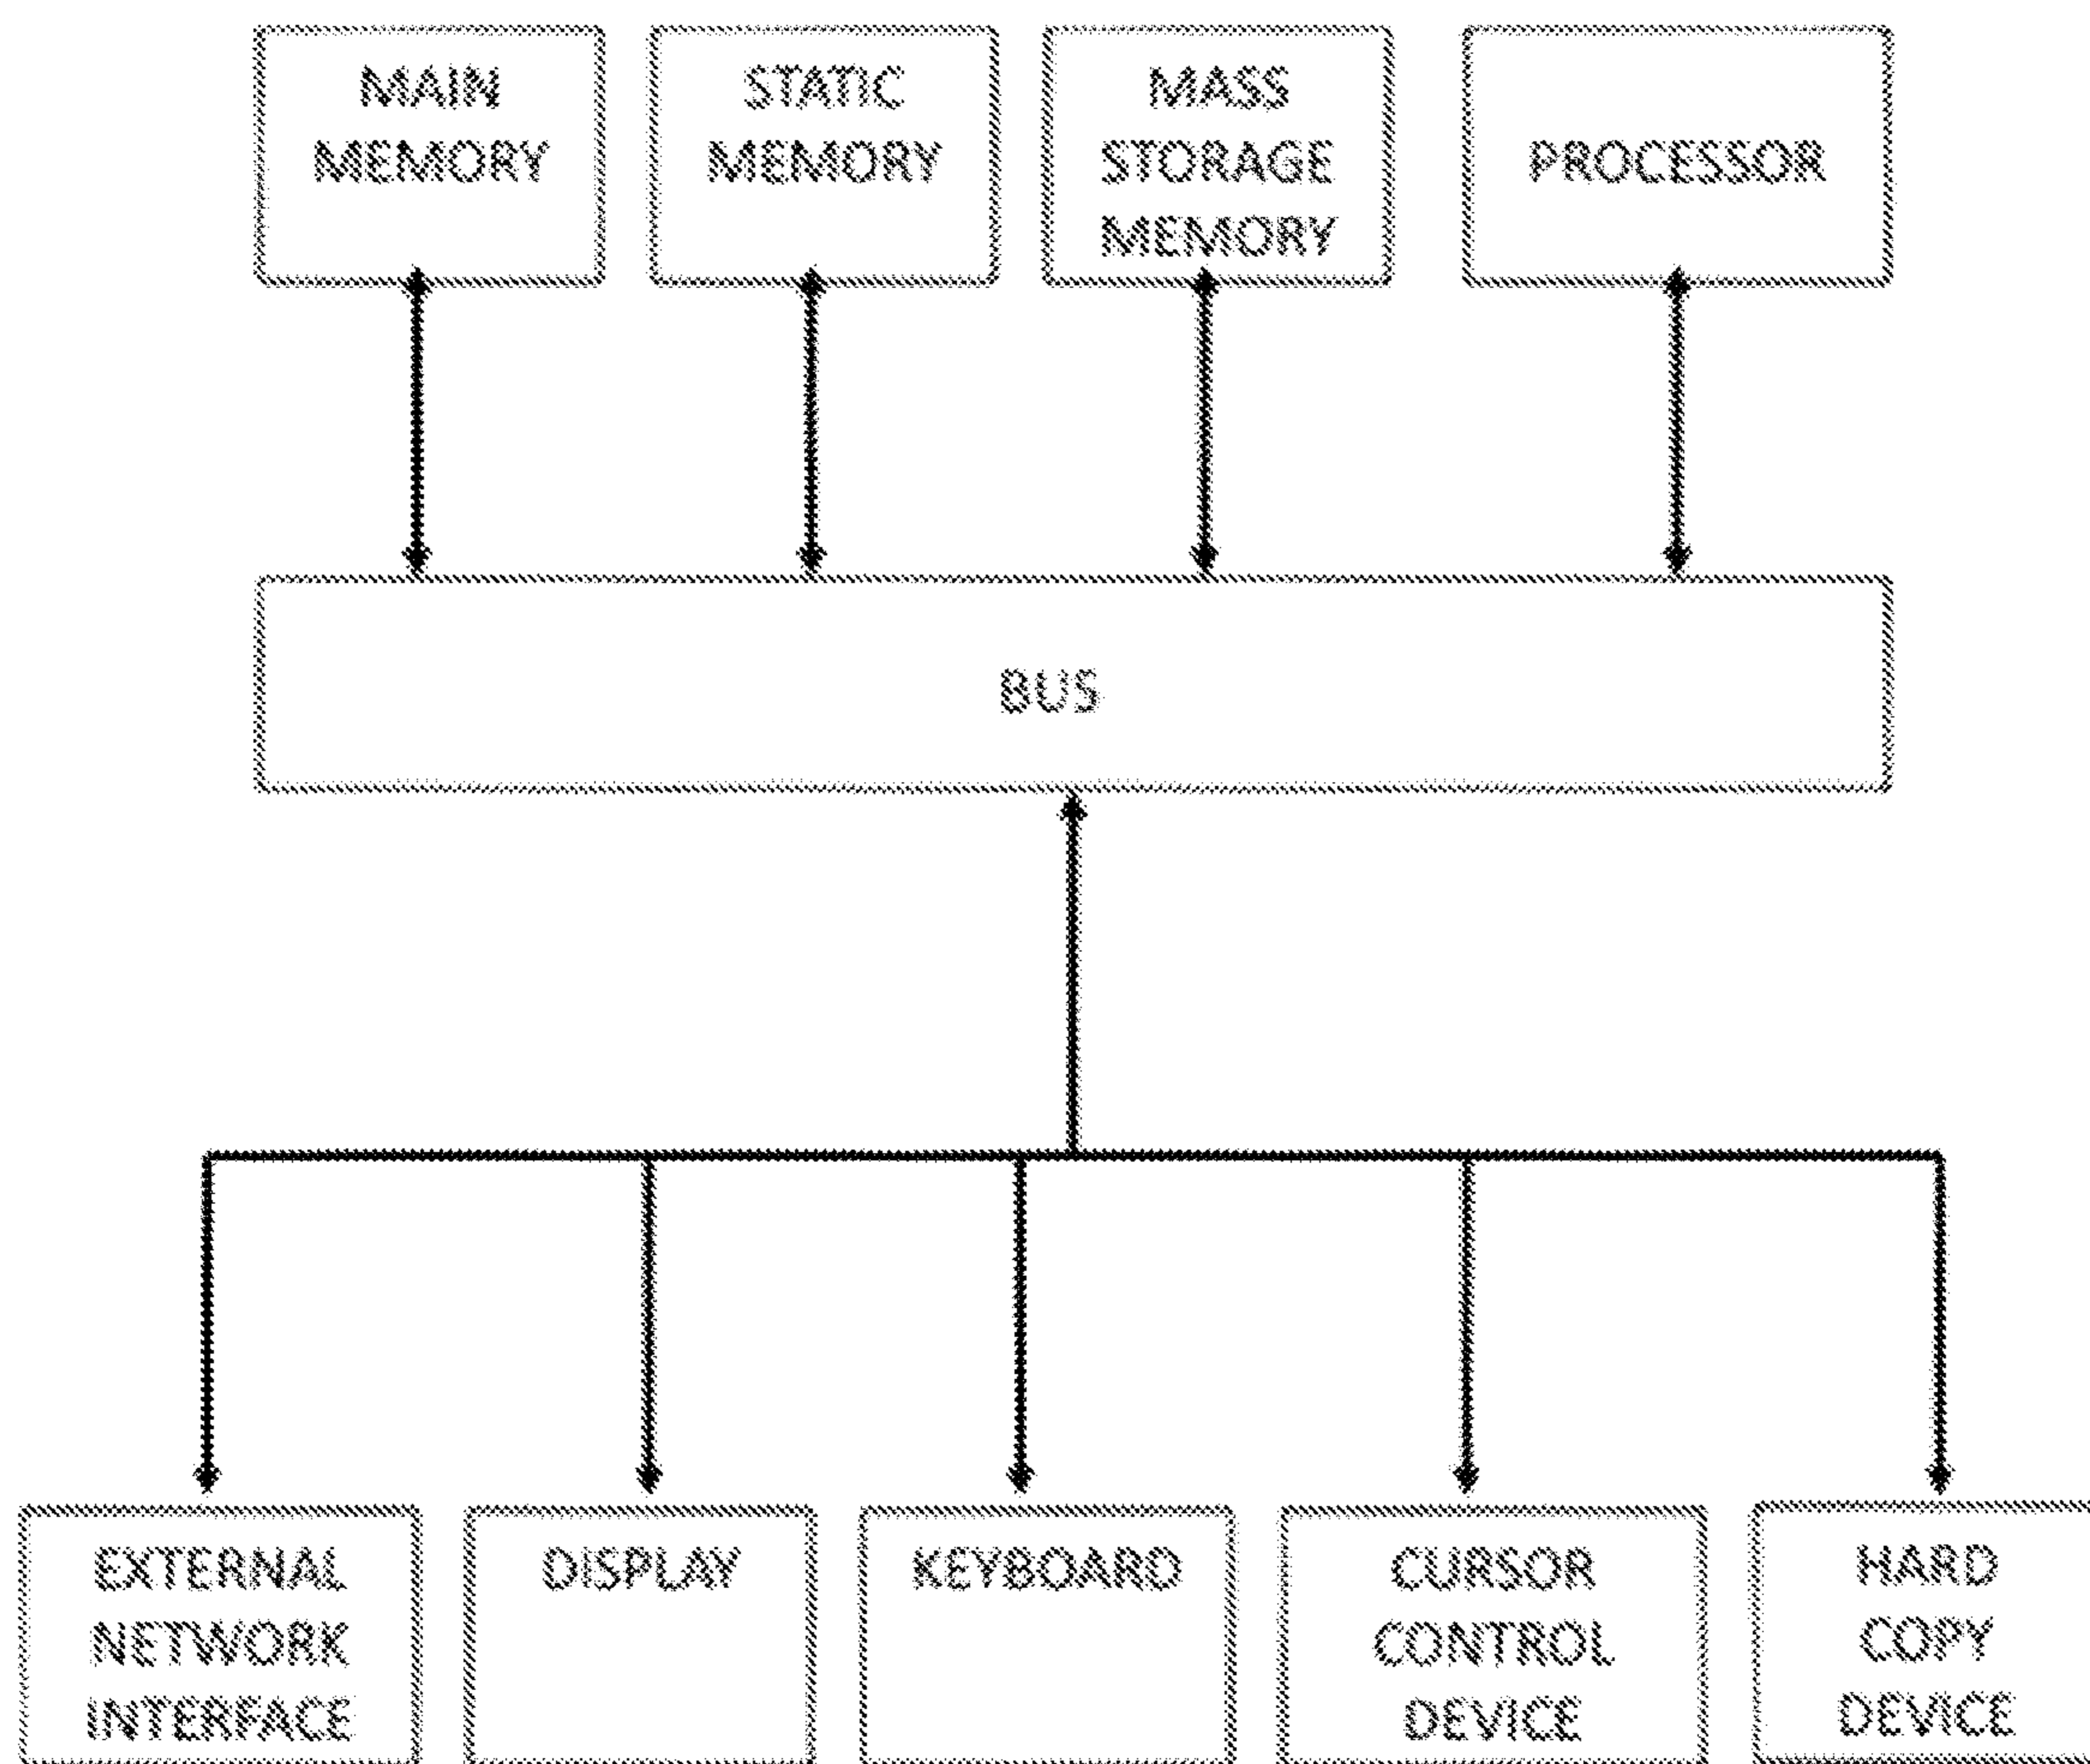 MAIN
MEMORY
STATIC
MEMORY
MASS
STORAGE
MEMORY
PROCESSOR
BUS
EXTERNAL
NETWORK
INTERFACE
DISPLAY
KEYBOARD
CURSOR
CONTROL
DEVICE
HARD
COPY
DEVICE